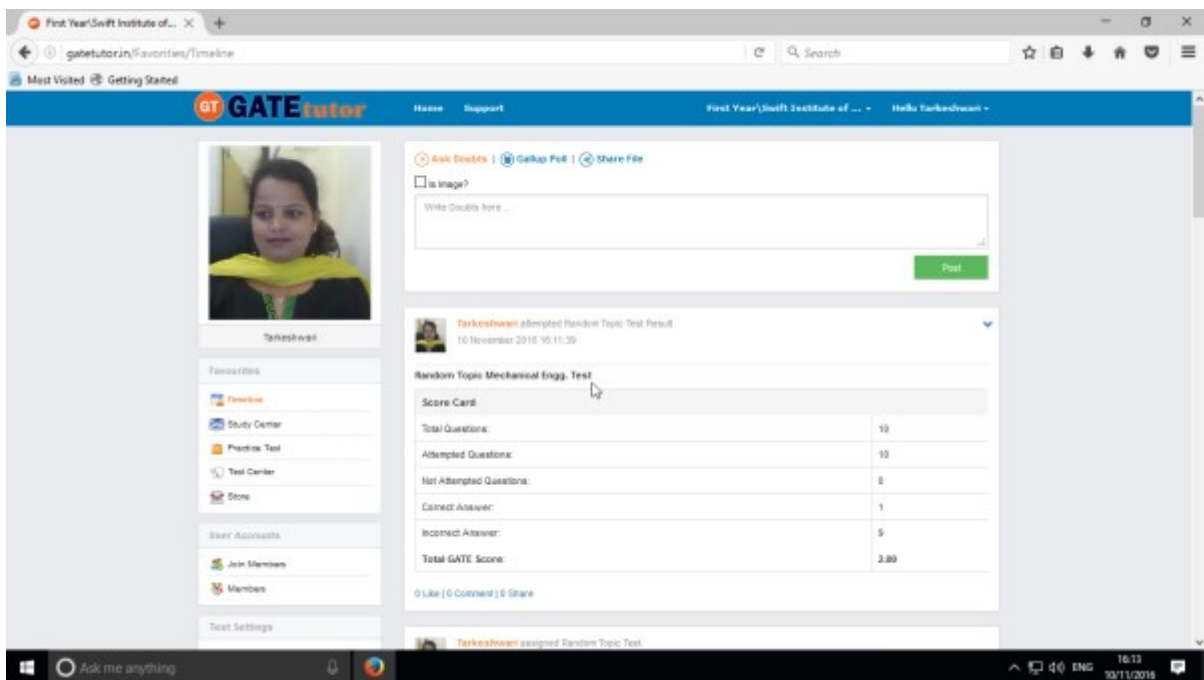 First Year\Swift Institute of...
gatetutor.in/Favorities/Timeline
Search
Most Visited Getting Started
GT GATEtutor Home Support First Year\Swift Institute of ... Hello Tarkeshwari
Ask Doubts | Gallup Poll | Share File
Is Image?
Write Doubts here...
Post
Tarkeshwari
Favourites
Timeline
Study Center
Practice Test
Test Center
Store
User Accounts
Join Members
Members
Test Settings
Tarkeshwari attempted Random Topic Test Result
10 November 2016 16:11:39
Random Topic Mechanical Engg. Test
Score Card
Total Questions: 10
Attempted Questions: 10
Not Attempted Questions: 0
Correct Answer: 1
Incorrect Answer: 9
Total GATE Score: 2.80
0 Like | 0 Comment | 0 Share
Tarkeshwari assigned Random Topic Test
Ask me anything
ENG
16:13
10/11/2016